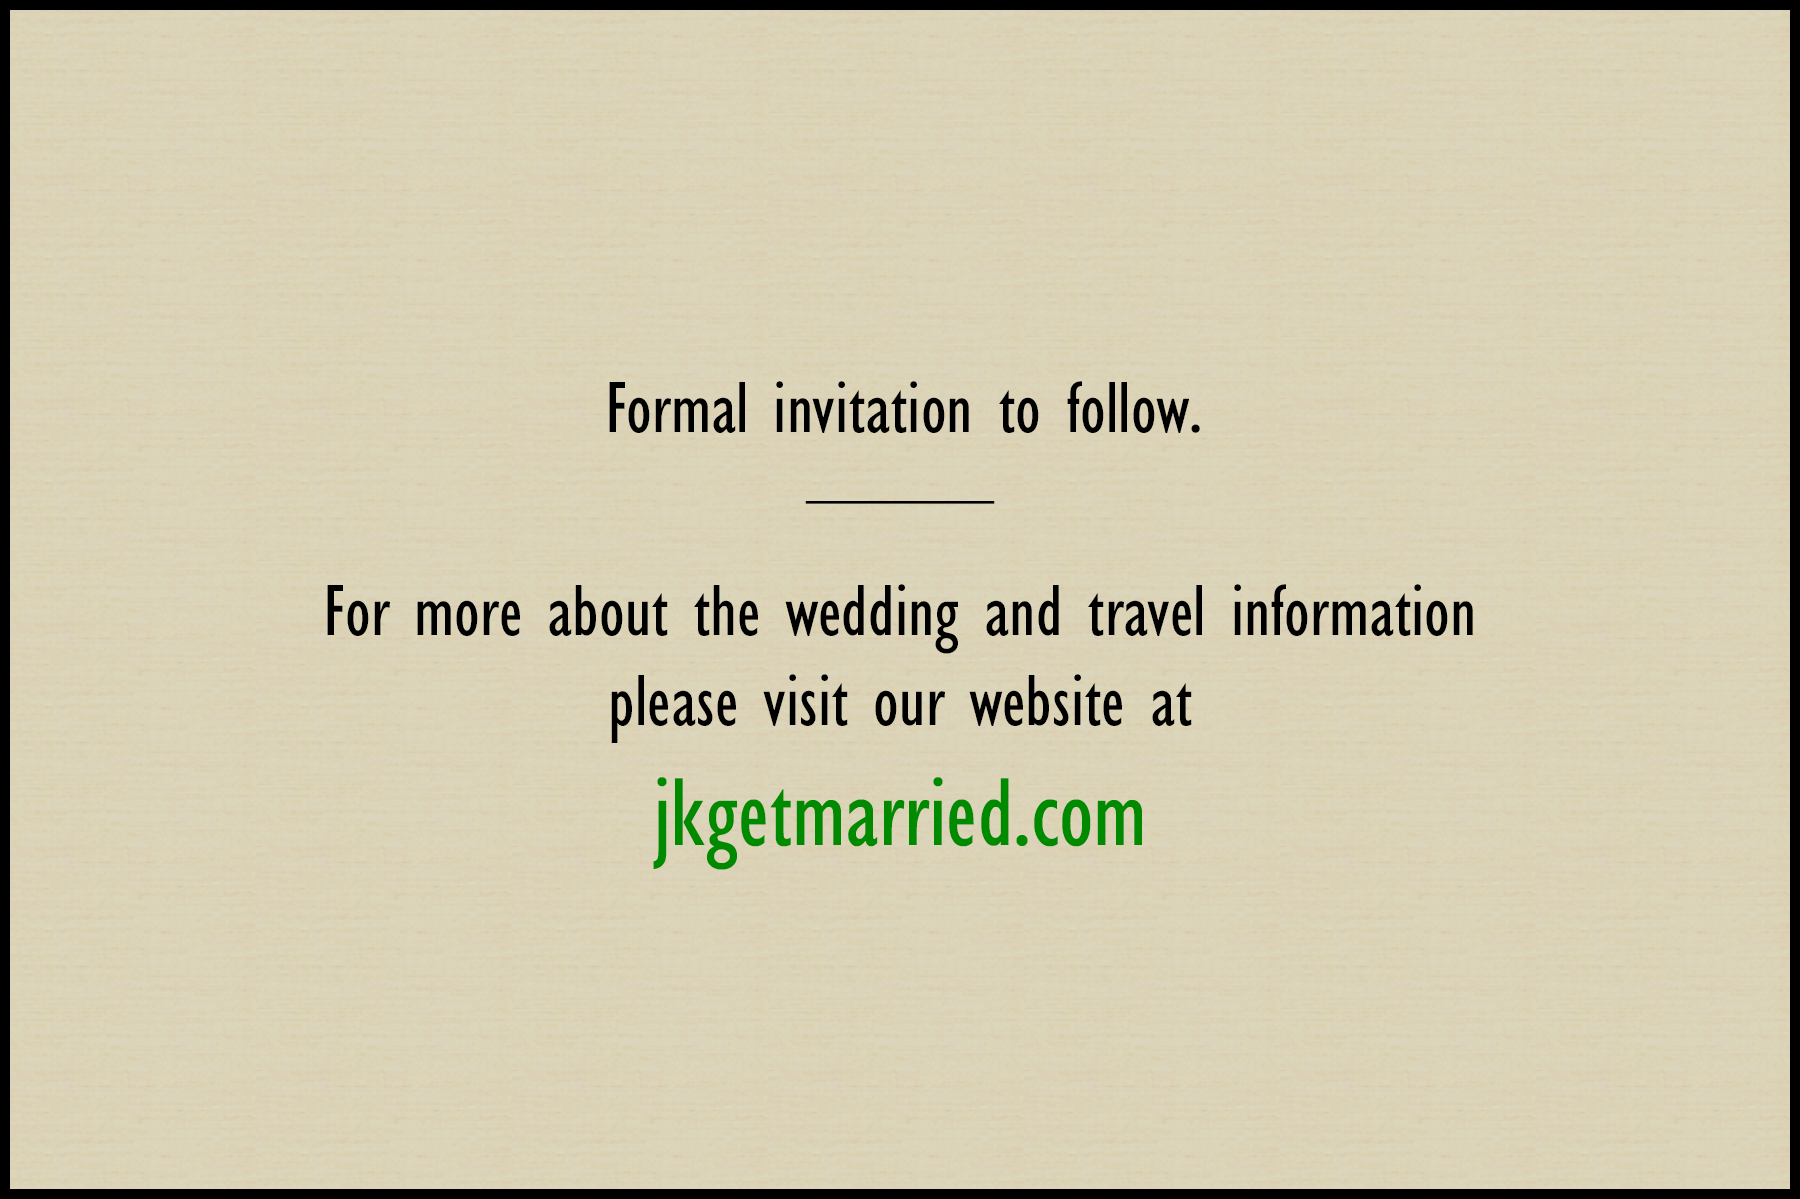 Formal invitation to follow.
For more about the wedding and travel information
please visit our website at
jkgetmarried.com